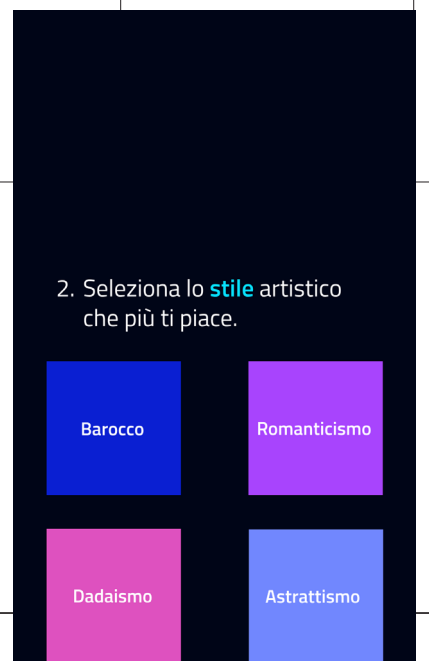 2. Seleziona lo stile artistico
che più ti piace.
Barocco
Romanticismo
Dadaismo
Astrattismo